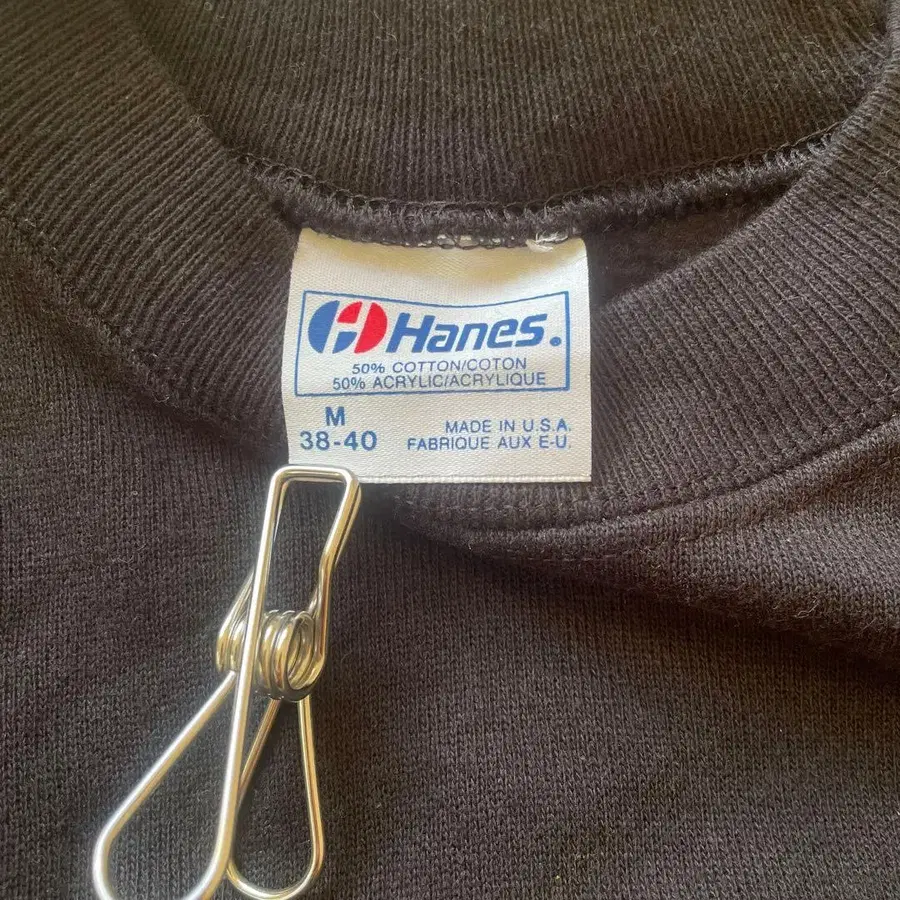 Hanes.
50% COTTON/COTON
50% ACRYLIC/ACRYLIQUE
M
38-40
MADE IN U.S.A.
FABRIQUE AUX E-U.